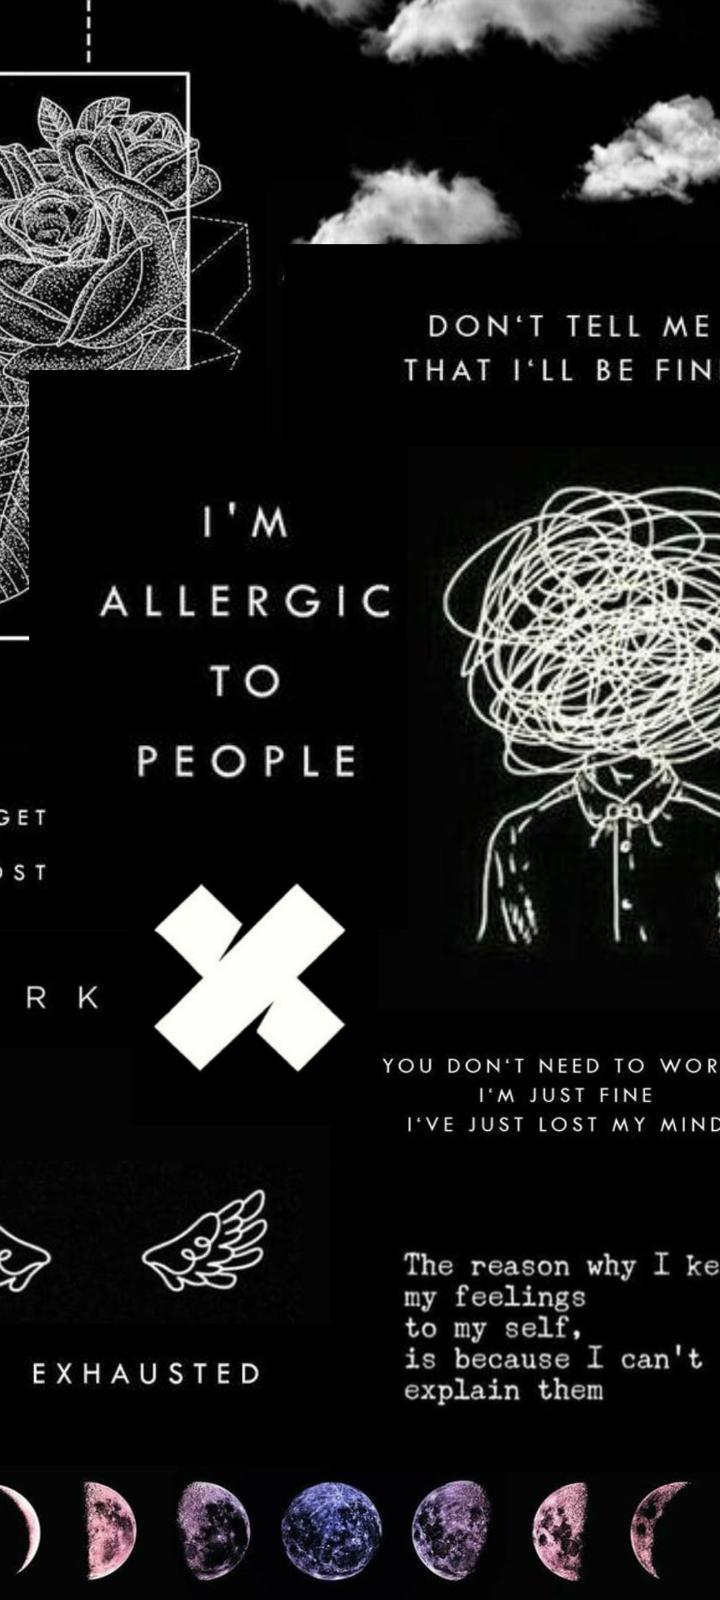 DON‘T TELL ME
THAT I‘LL BE FIN
I'M
ALLERGIC
TO
PEOPLE
GET
OST
R K
YOU DON‘T NEED TO WOR
I‘M JUST FINE
I‘VE JUST LOST MY MIND
The reason why I ke
my feelings
to my self,
is because I can't
explain them
EXHAUSTED